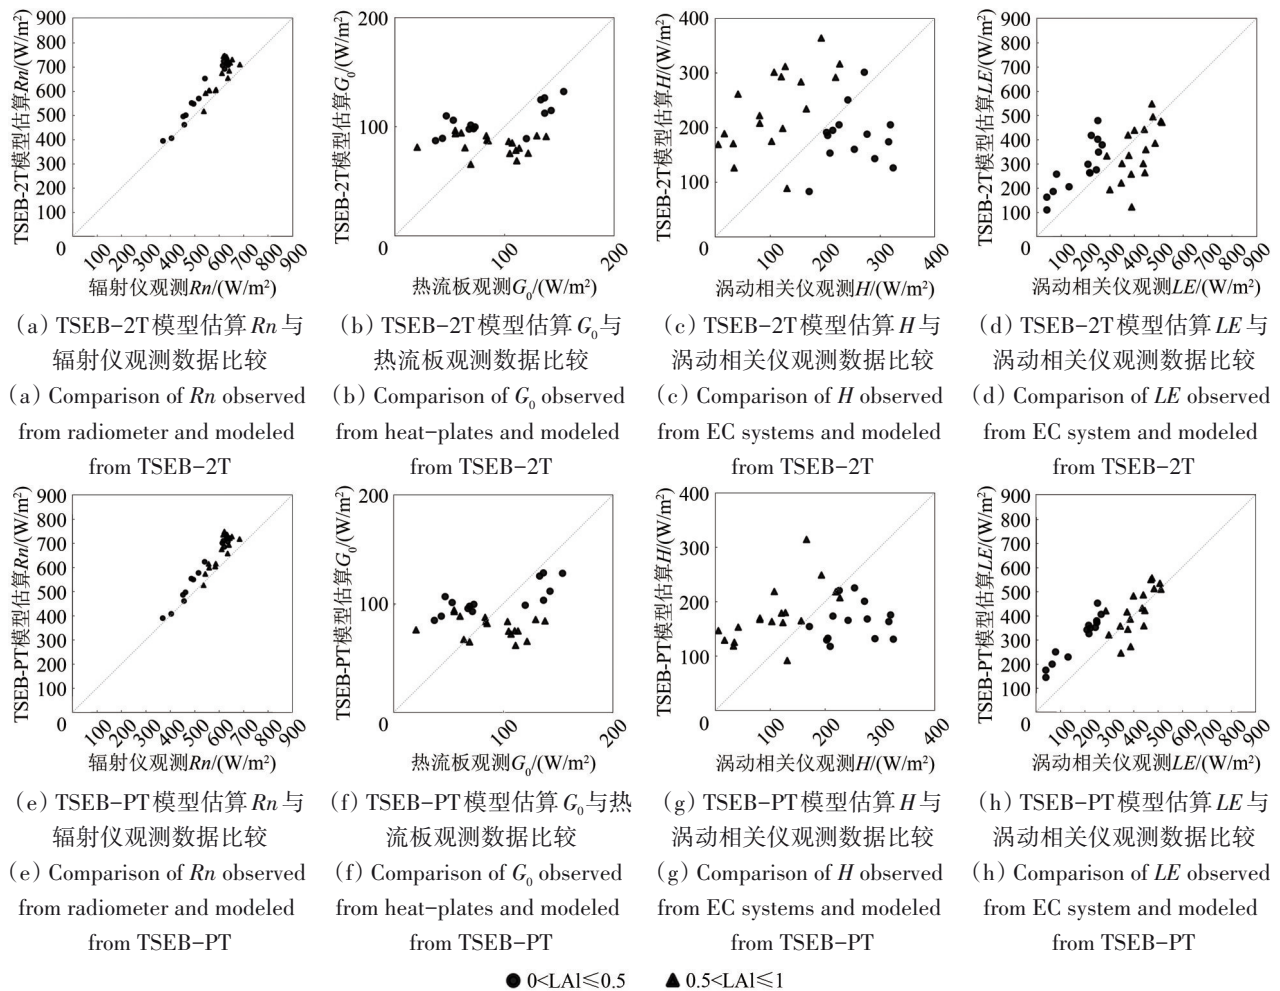 900
800
700
600
500
400
300
200
100
0
TSEB-2T模型估算Rn/(W/m²)
100 200 300 400 500 600 700 800 900
辐射仪观测Rn/(W/m²)
(a) TSEB-2T模型估算Rn与
辐射仪观测数据比较
(a) Comparison of Rn observed
from radiometer and modeled
from TSEB-2T
200
100
0
TSEB-2T模型估算G₀/(W/m²)
100 200
热流板观测G₀/(W/m²)
(b) TSEB-2T模型估算G₀与
热流板观测数据比较
(b) Comparison of G₀ observed
from heat-plates and modeled
from TSEB-2T
400
300
200
100
0
TSEB-2T模型估算H/(W/m²)
100 200 300 400
涡动相关仪观测H/(W/m²)
(c) TSEB-2T模型估算H与
涡动相关仪观测数据比较
(c) Comparison of H observed
from EC systems and modeled
from TSEB-2T
900
800
700
600
500
400
300
200
100
0
TSEB-2T模型估算LE/(W/m²)
100 200 300 400 500 600 700 800 900
涡动相关仪观测LE/(W/m²)
(d) TSEB-2T模型估算LE与
涡动相关仪观测数据比较
(d) Comparison of LE observed
from EC system and modeled
from TSEB-2T
900
800
700
600
500
400
300
200
100
0
TSEB-PT模型估算Rn/(W/m²)
100 200 300 400 500 600 700 800 900
辐射仪观测Rn/(W/m²)
(e) TSEB-PT模型估算Rn与
辐射仪观测数据比较
(e) Comparison of Rn observed
from radiometer and modeled
from TSEB-PT
200
100
0
TSEB-PT模型估算G₀/(W/m²)
100 200
热流板观测G₀/(W/m²)
(f) TSEB-PT模型估算G₀与热
流板观测数据比较
(f) Comparison of G₀ observed
from heat-plates and modeled
from TSEB-PT
400
300
200
100
0
TSEB-PT模型估算H/(W/m²)
100 200 300 400
涡动相关仪观测H/(W/m²)
(g) TSEB-PT模型估算H与
涡动相关仪观测数据比较
(g) Comparison of H observed
from EC systems and modeled
from TSEB-PT
900
800
700
600
500
400
300
200
100
0
TSEB-PT模型估算LE/(W/m²)
100 200 300 400 500 600 700 800 900
涡动相关仪观测LE/(W/m²)
(h) TSEB-PT模型估算LE与
涡动相关仪观测数据比较
(h) Comparison of LE observed
from EC system and modeled
from TSEB-PT
0<LAl≤0.5 0.5<LAl≤1